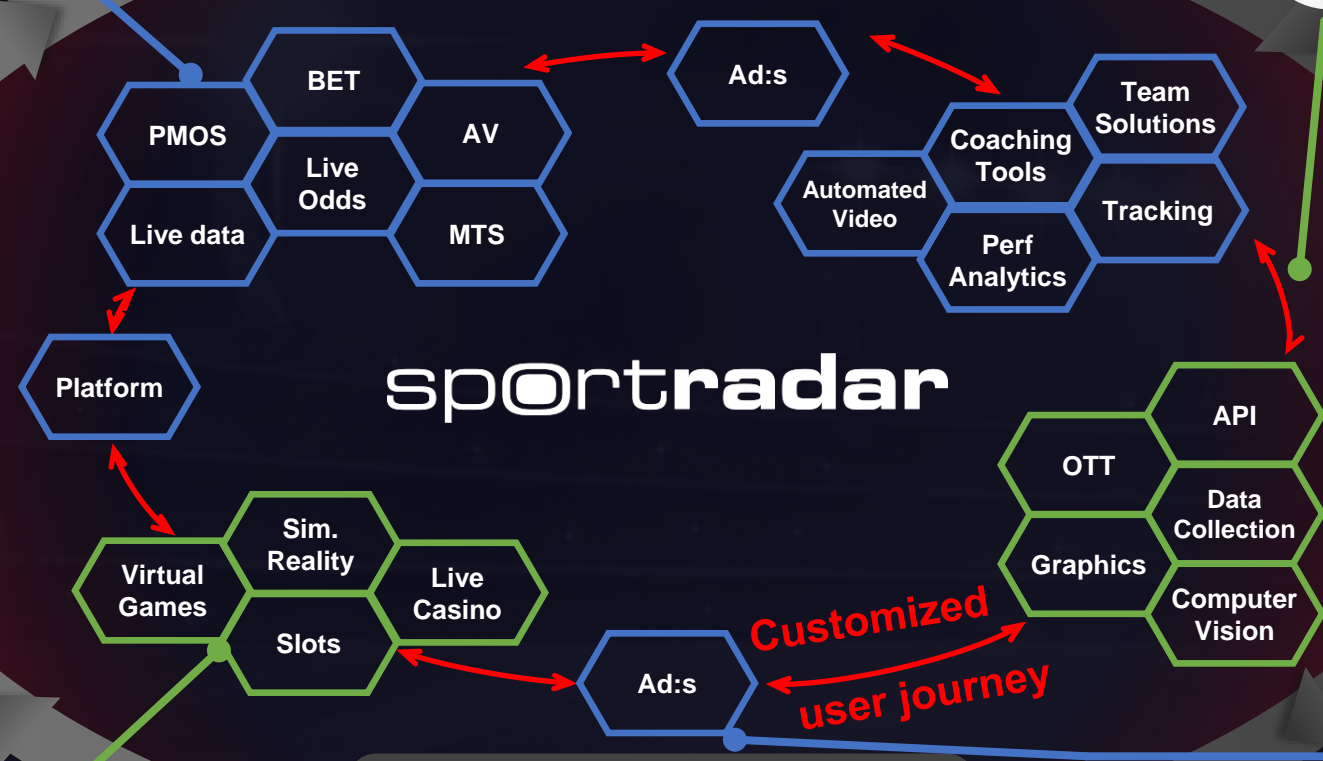 BET
PMOS
AV
Live
Odds
Live data
MTS
Ad:s
Team
Solutions
Coaching
Tools
Automated
Video
Tracking
Perf
Analytics
Platform
sportradar
API
OTT
Data
Collection
Graphics
Computer
Vision
Sim.
Reality
Virtual
Games
Live
Casino
Slots
Ad:s
Customized
user journey